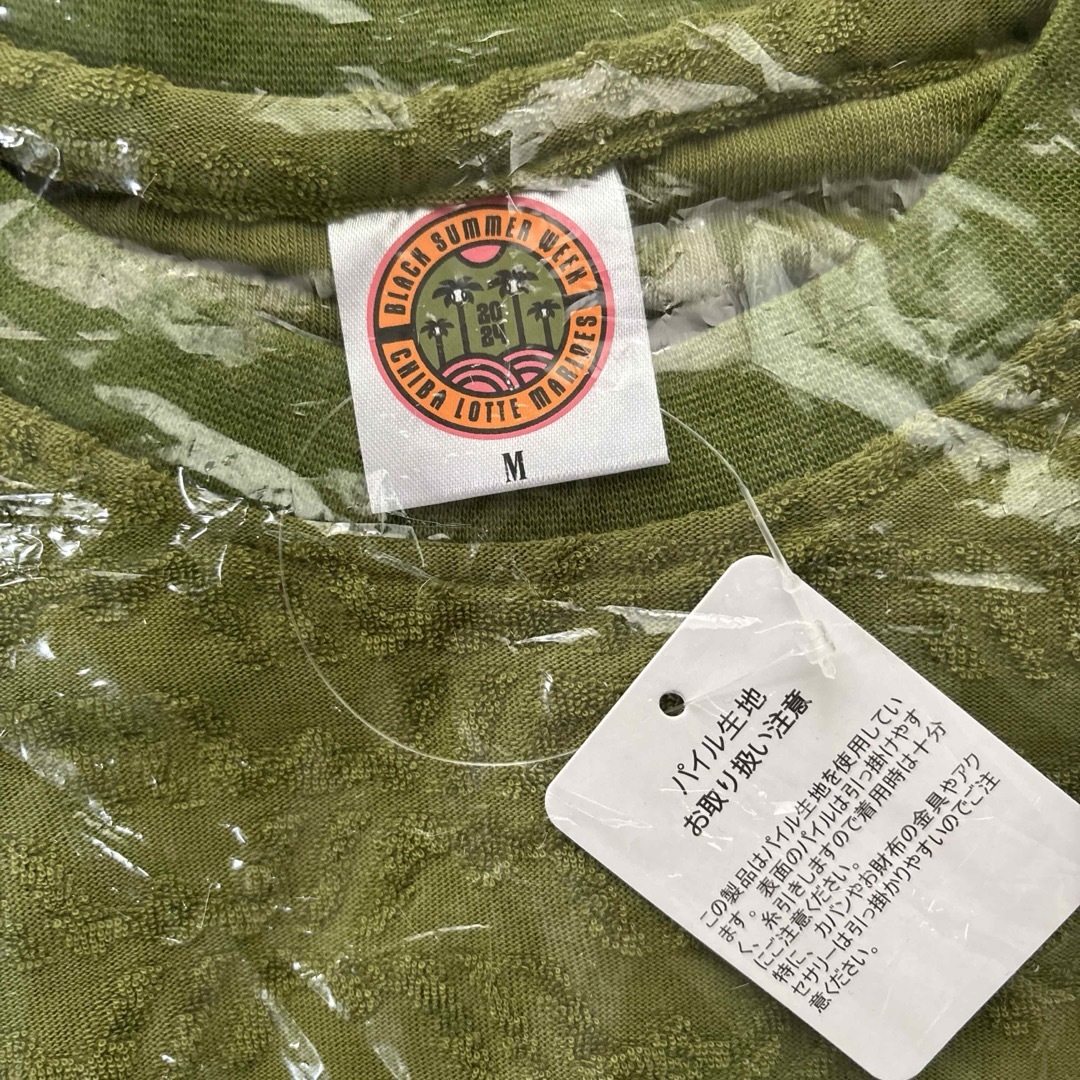 BLACK SUMMER WEEK
20
24
CHIBA LOTTE MARINES
M
パイル生地
お取り扱い注意
この製品はパイル生地を使用してい
ます。表面のパイルは引っ掛けやす
く、糸引きしますので着用時は十分
にご注意ください。
特に、カバンやお財布の金具やアク
セサリーは引っ掛かりやすいのでご注
意ください。